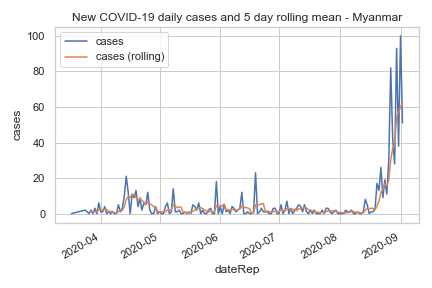 New COVID-19 daily cases and 5 day rolling mean - Myanmar
cases
cases (rolling)
100
80
60
40
20
0
cases
2020-04
2020-05
2020-06
2020-07
2020-08
2020-09
dateRep